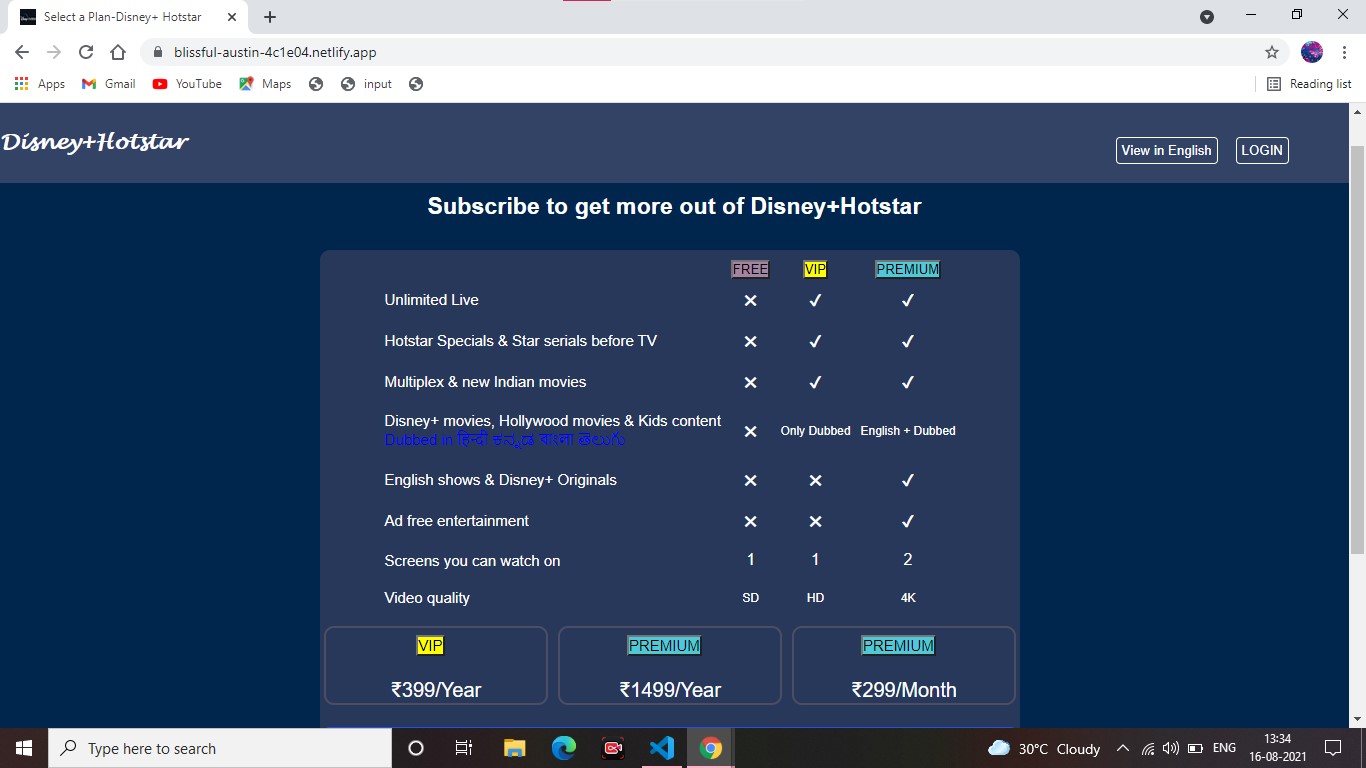 Select a Plan-Disney+ Hotstar
blissful-austin-4c1e04.netlify.app
Apps Gmail YouTube Maps input Reading list
Disney+Hotstar
View in English LOGIN
Subscribe to get more out of Disney+Hotstar
FREE VIP PREMIUM
Unlimited Live ✕ ✓ ✓
Hotstar Specials & Star serials before TV ✕ ✓ ✓
Multiplex & new Indian movies ✕ ✓ ✓
Disney+ movies, Hollywood movies & Kids content
Dubbed in हिन्दी ಕನ್ನಡ বাংলা తెలుగు
✕ Only Dubbed English + Dubbed
English shows & Disney+ Originals ✕ ✕ ✓
Ad free entertainment ✕ ✕ ✓
Screens you can watch on 1 1 2
Video quality SD HD 4K
VIP PREMIUM PREMIUM
₹399/Year ₹1499/Year ₹299/Month
Type here to search 30°C Cloudy ENG 13:34
16-08-2021